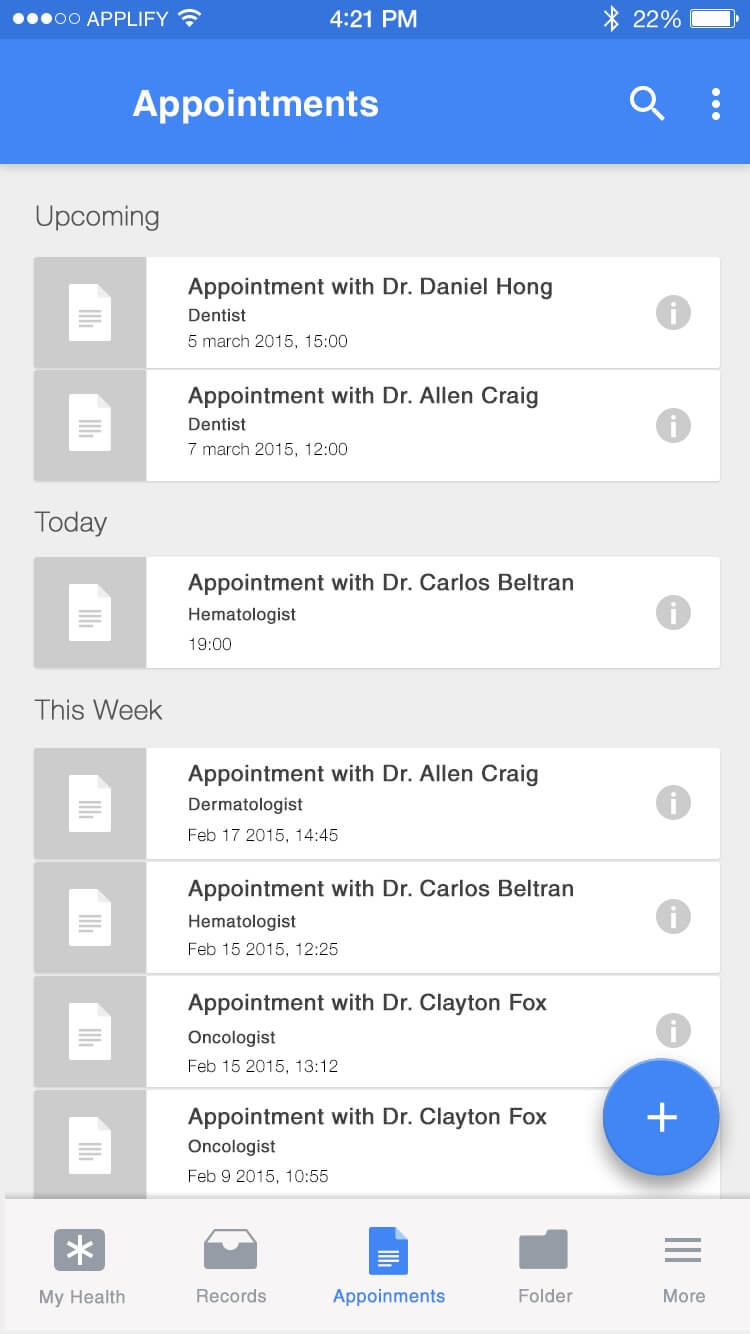 APPLIFY 4:21 PM 22%
Appointments
Upcoming
Appointment with Dr. Daniel Hong
Dentist
5 march 2015, 15:00
Appointment with Dr. Allen Craig
Dentist
7 march 2015, 12:00
Today
Appointment with Dr. Carlos Beltran
Hematologist
19:00
This Week
Appointment with Dr. Allen Craig
Dermatologist
Feb 17 2015, 14:45
Appointment with Dr. Carlos Beltran
Hematologist
Feb 15 2015, 12:25
Appointment with Dr. Clayton Fox
Oncologist
Feb 15 2015, 13:12
Appointment with Dr. Clayton Fox
Oncologist
Feb 9 2015, 10:55
My Health Records Appoinments Folder More